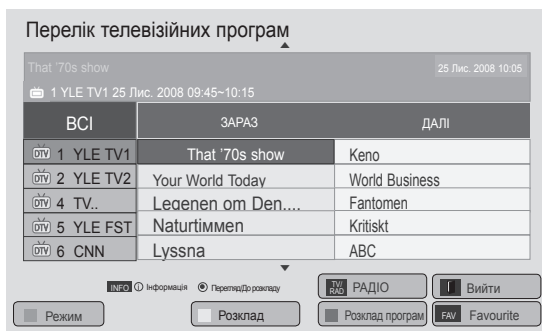 Перелік телевізійних програм
That '70s show 25 Лис. 2008 10:05
1 YLE TV1 25 Лис. 2008 09:45~10:15
ВСІ ЗАРАЗ ДАЛІ
DTV 1 YLE TV1 That '70s show Keno
DTV 2 YLE TV2 Your World Today World Business
DTV 4 TV.. Legenen om Den.... Fantomen
DTV 5 YLE FST Naturtiммen Kritiskt
DTV 6 CNN Lyssna ABC
INFO i Інформація Перегляд/До розкладу TV/RAD РАДІО Вийти
Режим Розклад Розклад програм FAV Favourite